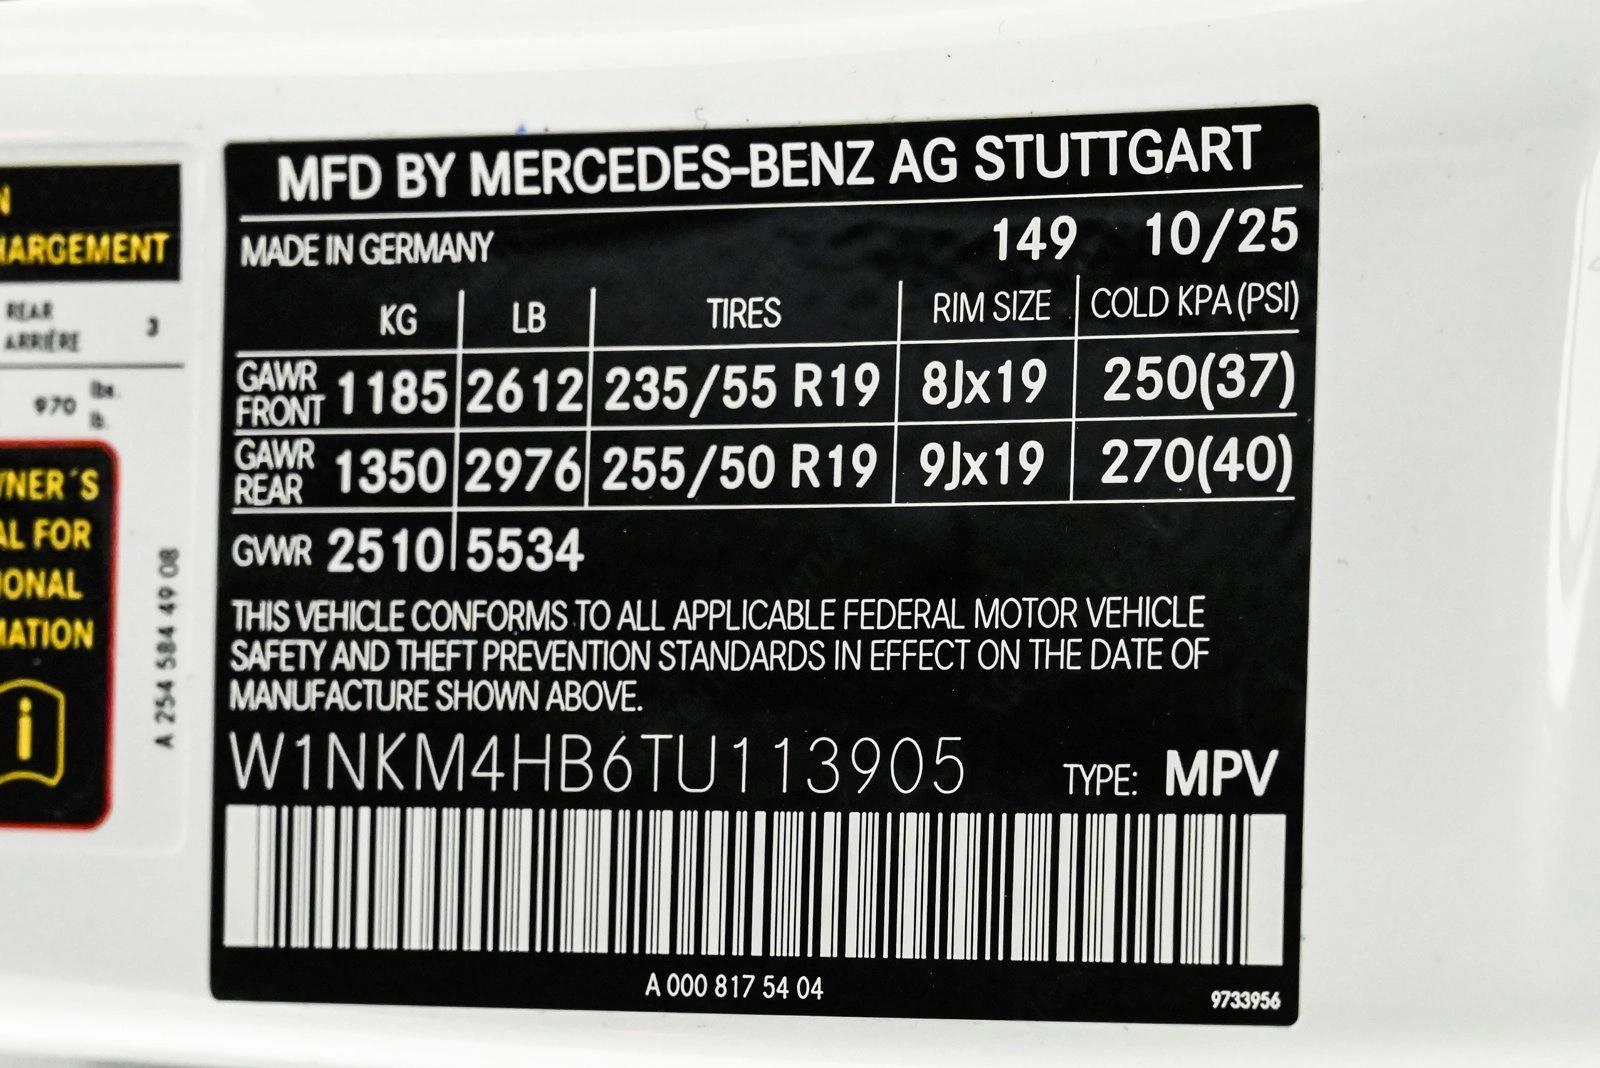 N
HARGEMENT
REAR
ARRIÉRE 3
970 lbs.
lb.
NER´S
AL FOR
IONAL
MATION
i
A 254 584 49 08
MFD BY MERCEDES-BENZ AG STUTTGART
MADE IN GERMANY 149 10/25
KG LB TIRES RIM SIZE COLD KPA (PSI)
GAWR FRONT 1185 2612 235/55 R19 8Jx19 250(37)
GAWR REAR 1350 2976 255/50 R19 9Jx19 270(40)
GVWR 2510 5534
THIS VEHICLE CONFORMS TO ALL APPLICABLE FEDERAL MOTOR VEHICLE
SAFETY AND THEFT PREVENTION STANDARDS IN EFFECT ON THE DATE OF
MANUFACTURE SHOWN ABOVE.
W1NKM4HB6TU113905 TYPE: MPV
A 000 817 54 04
9733956